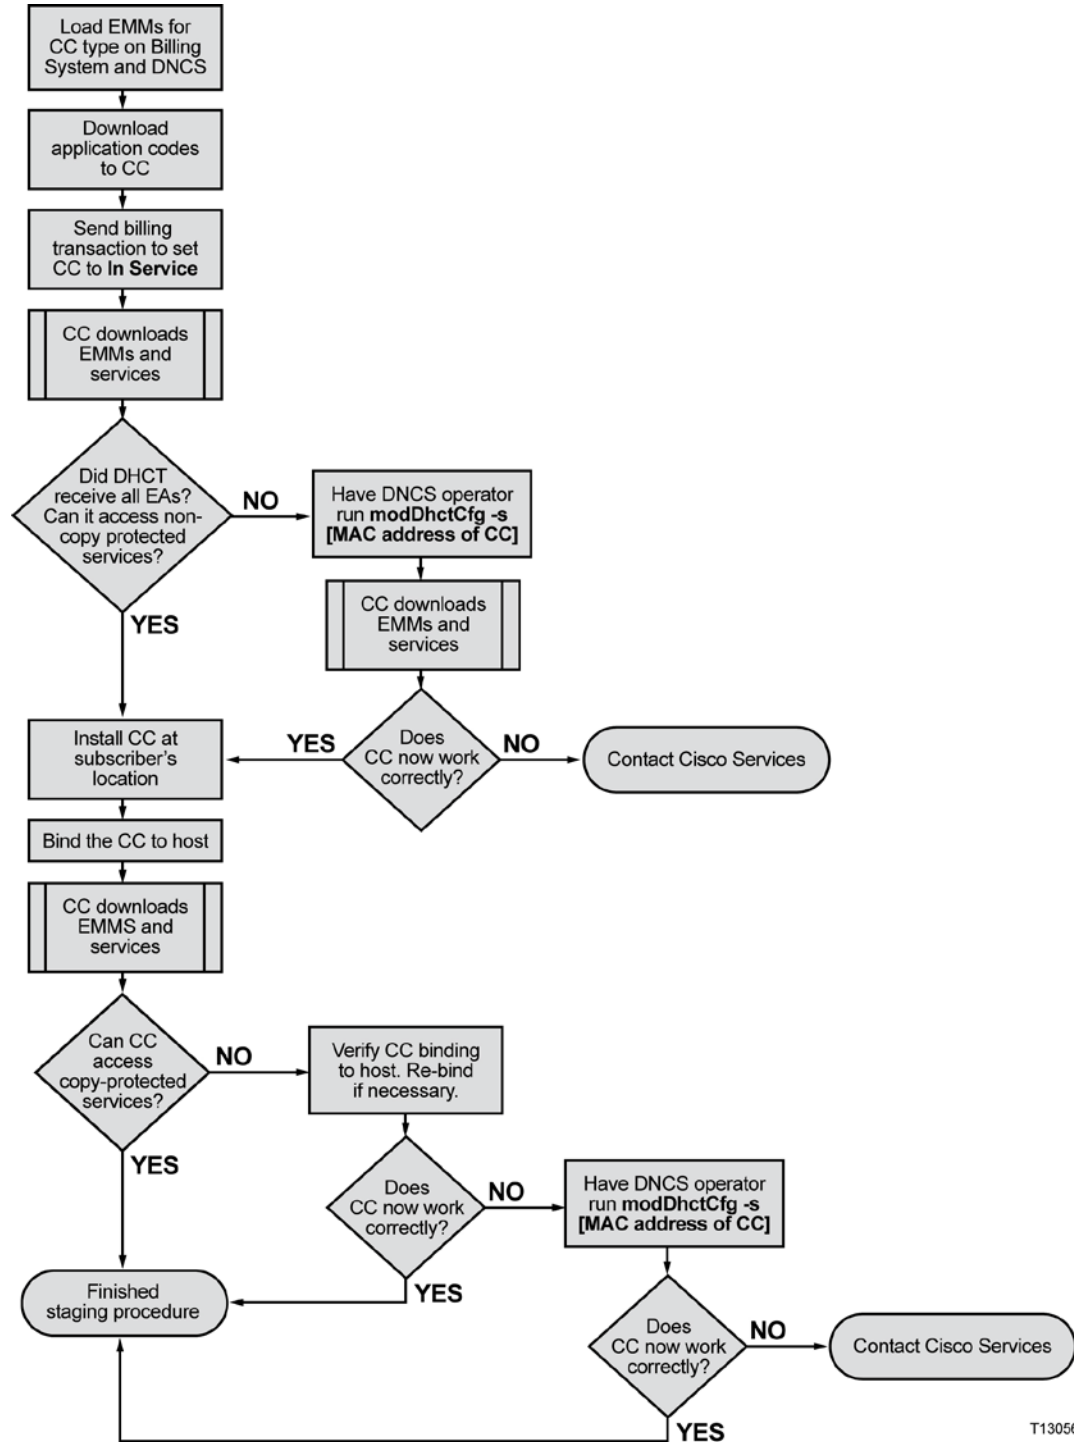 Load EMMs for
CC type on Billing
System and DNCS
Download
application codes
to CC
Send billing
transaction to set
CC to In Service
CC downloads
EMMs and
services
Did DHCT
receive all EAs?
Can it access non-
copy protected
services?
NO
Have DNCS operator
run modDhctCfg -s
[MAC address of CC]
YES
CC downloads
EMMs and
services
Install CC at
subscriber's
location
YES
Does
CC now work
correctly?
NO
Contact Cisco Services
Bind the CC to host
CC downloads
EMMS and
services
Can CC
access
copy-protected
services?
NO
Verify CC binding
to host. Re-bind
if necessary.
YES
Does
CC now work
correctly?
NO
Have DNCS operator
run modDhctCfg -s
[MAC address of CC]
YES
Finished
staging procedure
Does
CC now work
correctly?
NO
Contact Cisco Services
YES
T13056